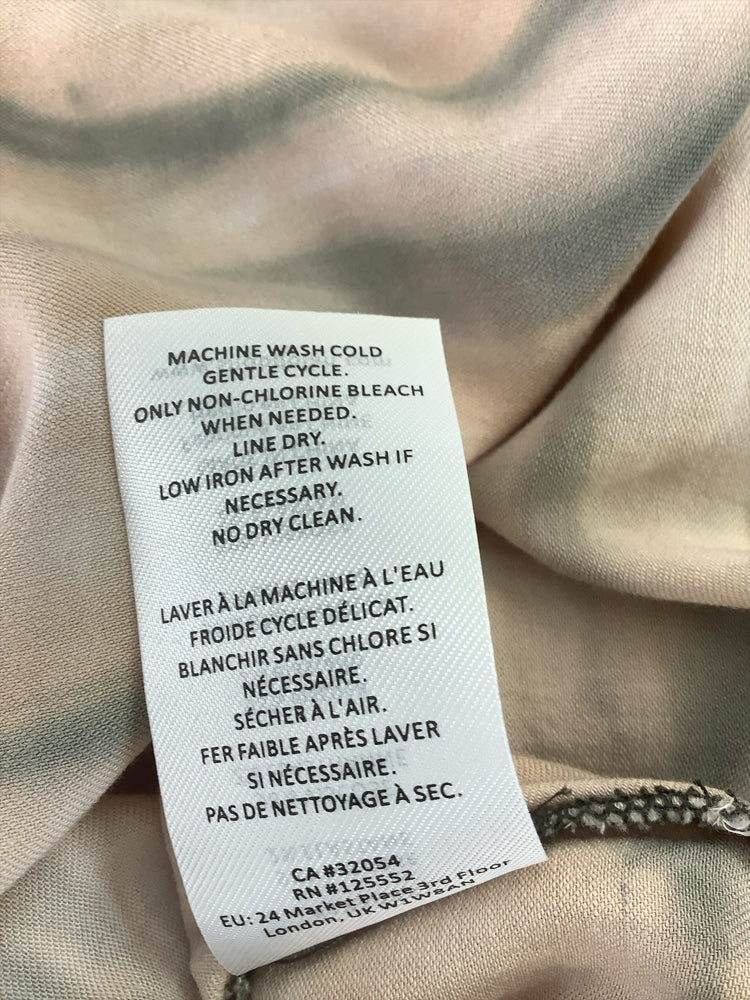 MACHINE WASH COLD
GENTLE CYCLE.
ONLY NON-CHLORINE BLEACH
WHEN NEEDED.
LINE DRY.
LOW IRON AFTER WASH IF
NECESSARY.
NO DRY CLEAN.
LAVER À LA MACHINE À L'EAU
FROIDE CYCLE DÉLICAT.
BLANCHIR SANS CHLORE SI
NÉCESSAIRE.
SÉCHER À L'AIR.
FER FAIBLE APRÈS LAVER
SI NÉCESSAIRE.
PAS DE NETTOYAGE À SEC.
CA #32054
RN #125552
EU: 24 Market Place 3rd Floor
London, UK W1W8AN